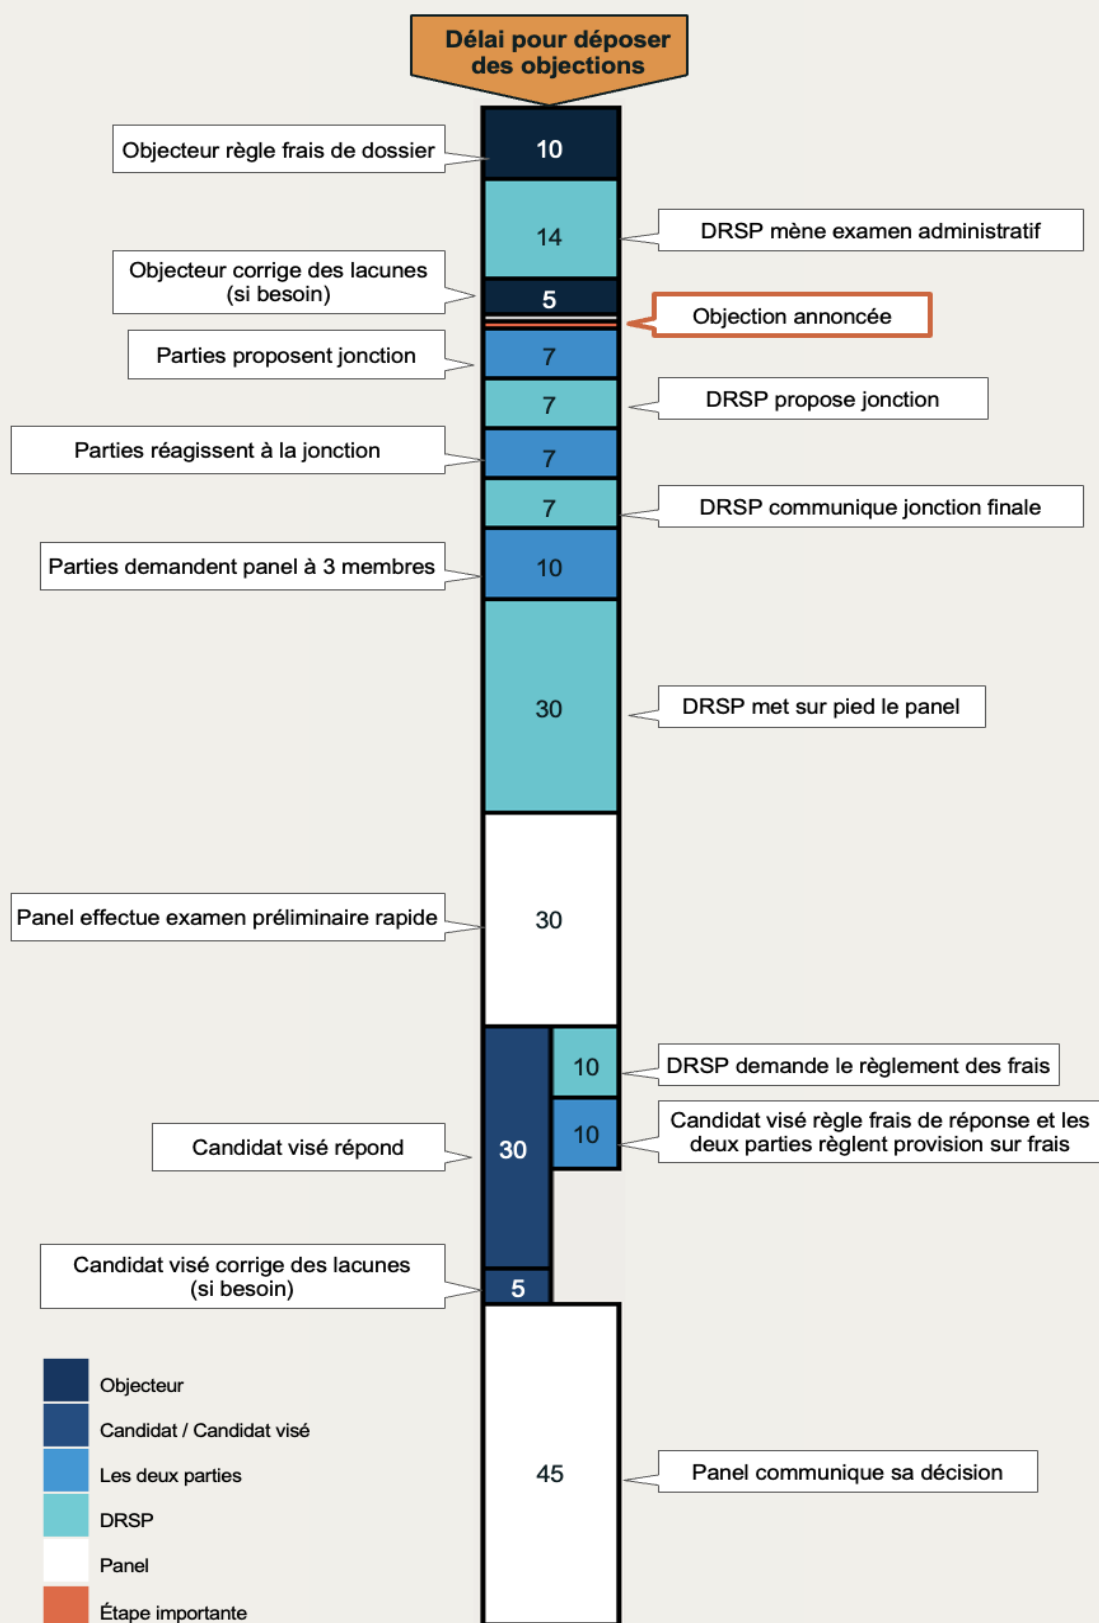 Délai pour déposer
des objections
Objecteur règle frais de dossier
10
14
DRSP mène examen administratif
Objecteur corrige des lacunes
(si besoin)
5
Objection annoncée
Parties proposent jonction
7
7
DRSP propose jonction
Parties réagissent à la jonction
7
7
DRSP communique jonction finale
Parties demandent panel à 3 membres
10
30
DRSP met sur pied le panel
Panel effectue examen préliminaire rapide
30
10
DRSP demande le règlement des frais
10
Candidat visé règle frais de réponse et les
deux parties règlent provision sur frais
Candidat visé répond
30
Candidat visé corrige des lacunes
(si besoin)
5
45
Panel communique sa décision
Objecteur
Candidat / Candidat visé
Les deux parties
DRSP
Panel
Étape importante